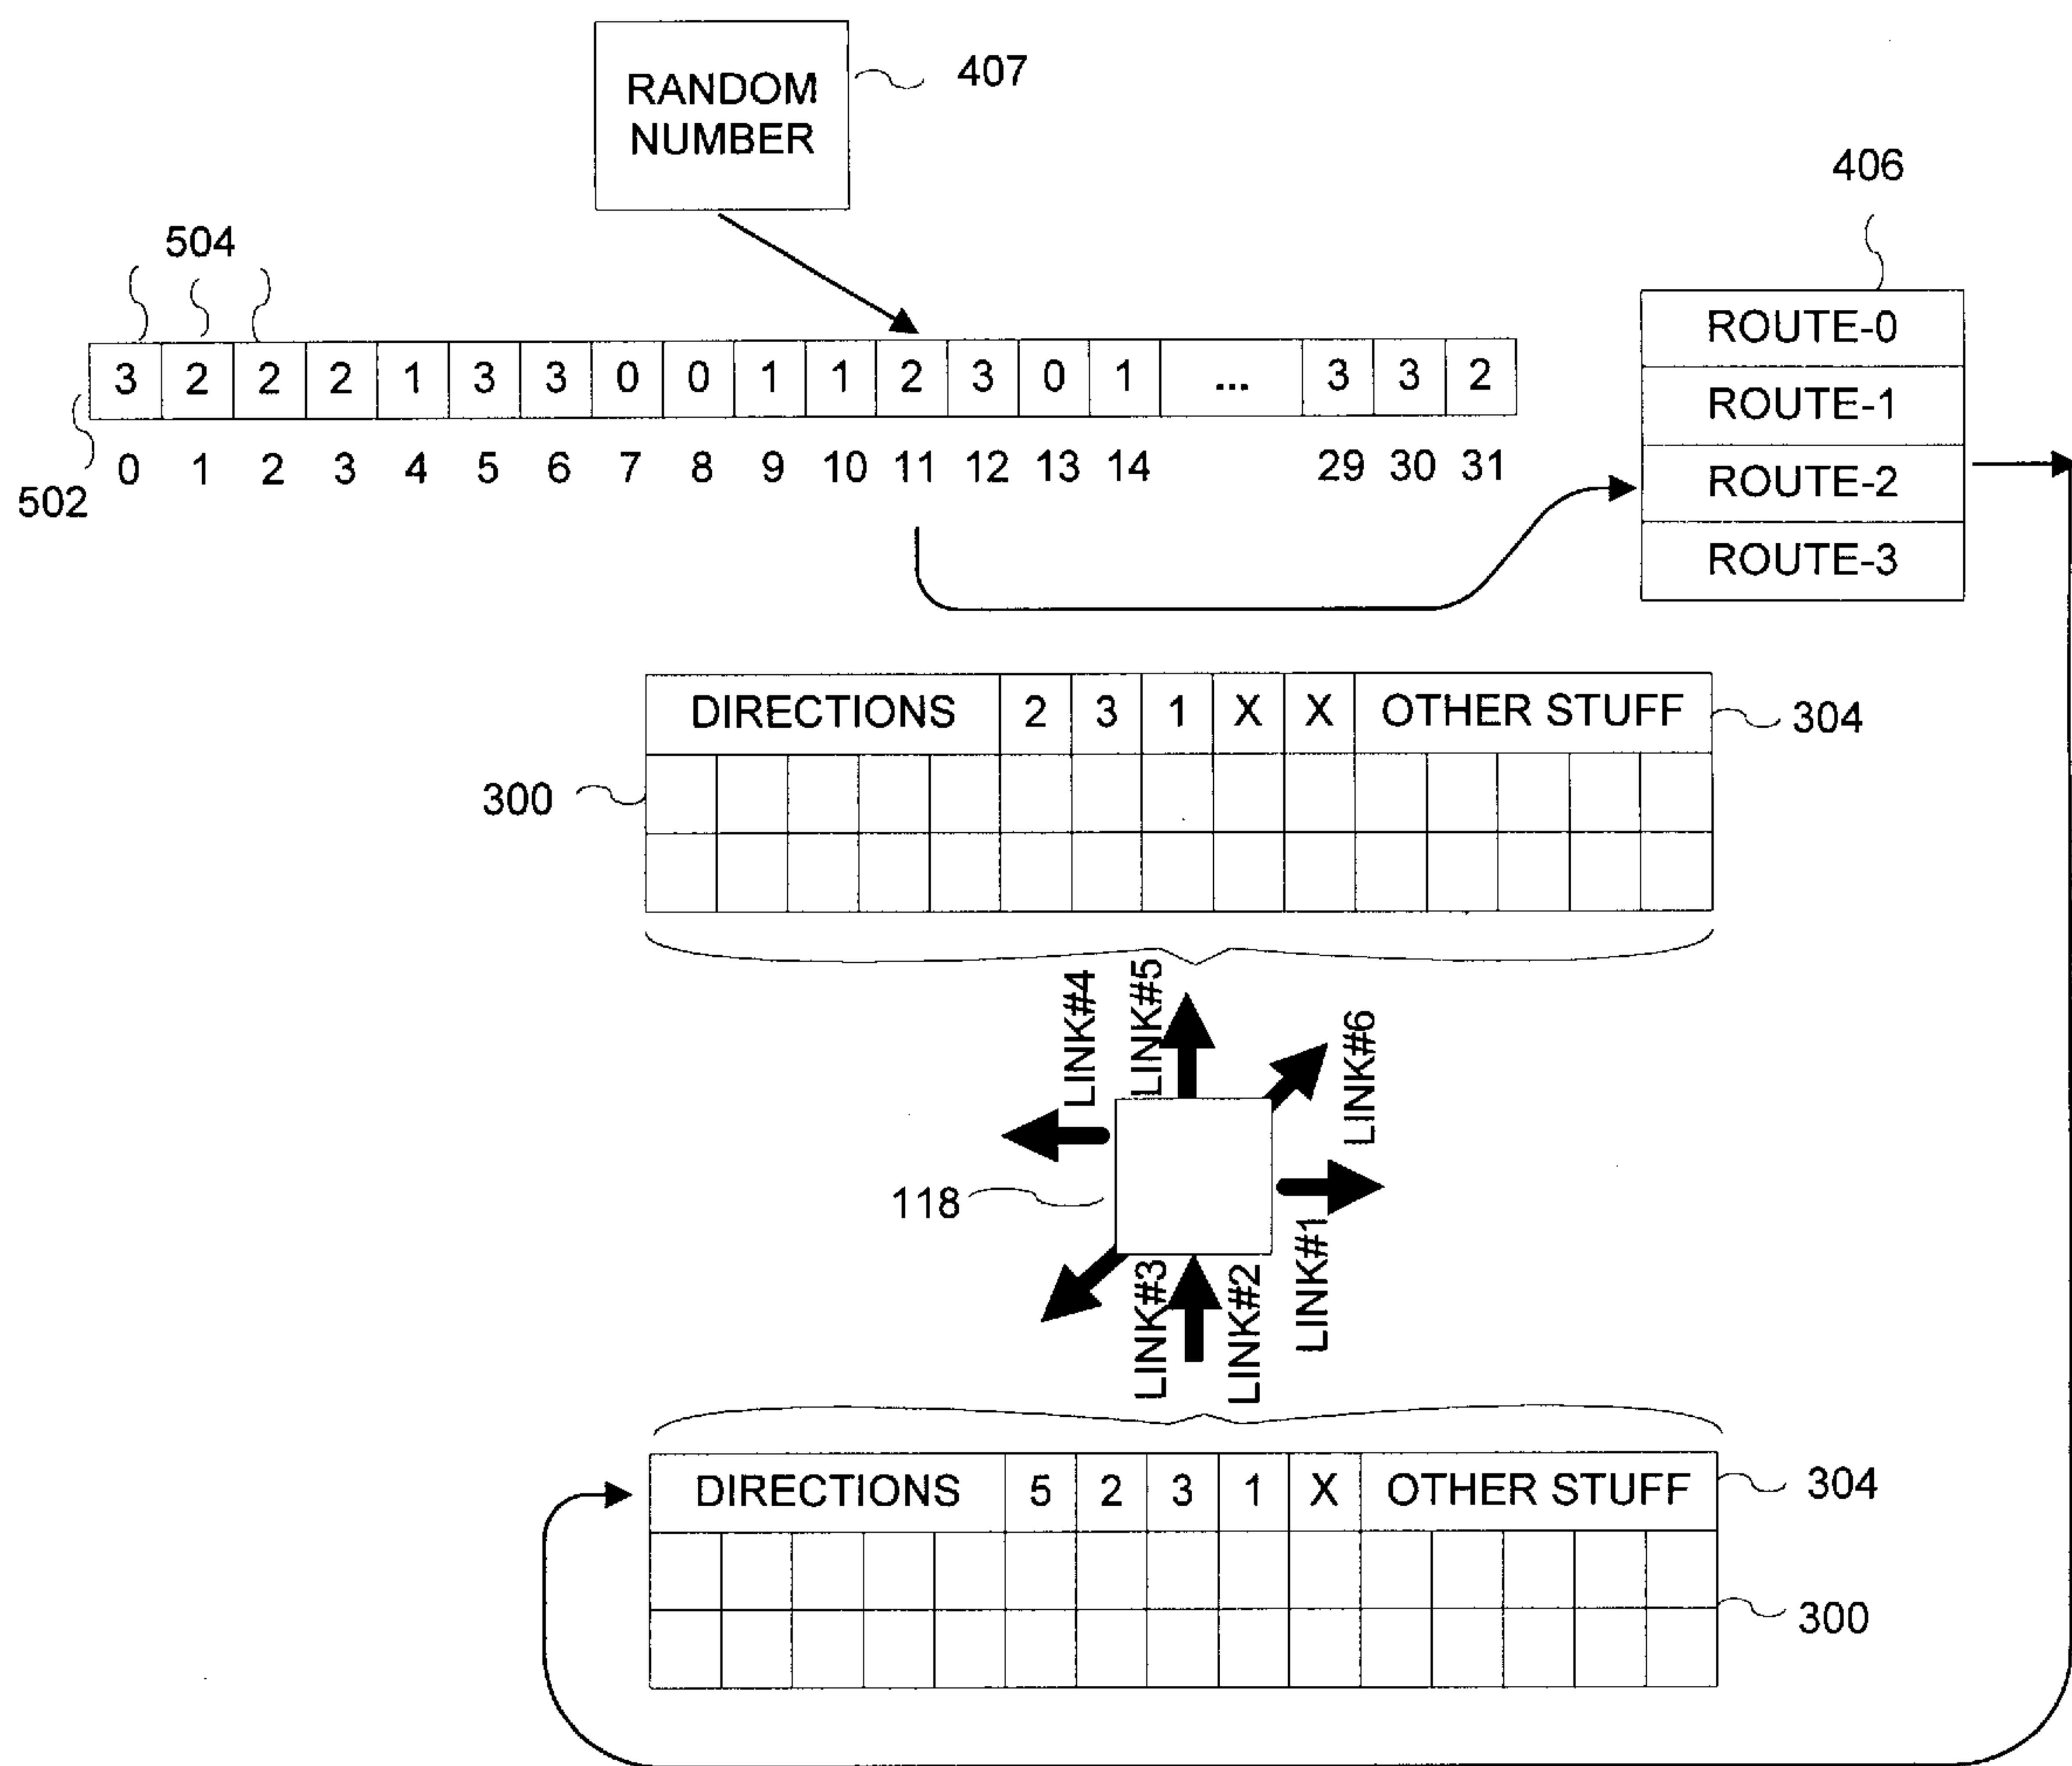 RANDOM
NUMBER
407
406
504
3 2 2 2 1 3 3 0 0 1 1 2 3 0 1 ... 3 3 2
0 1 2 3 4 5 6 7 8 9 10 11 12 13 14 29 30 31
502
ROUTE-0
ROUTE-1
ROUTE-2
ROUTE-3
DIRECTIONS 2 3 1 X X OTHER STUFF
304
300
LINK#4
LINK#5
LINK#6
118
LINK#3
LINK#2
LINK#1
DIRECTIONS 5 2 3 1 X OTHER STUFF
304
300